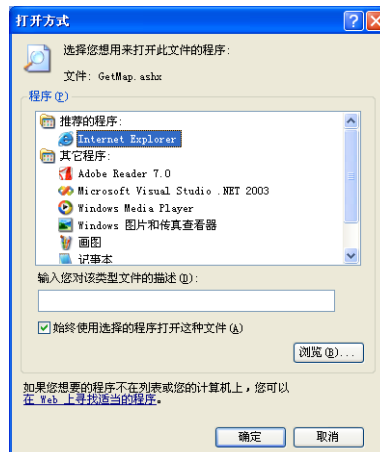 打开方式
选择您想用来打开此文件的程序:
文件: GetMap.ashx
程序(P)
推荐的程序:
Internet Explorer
其它程序:
Adobe Reader 7.0
Microsoft Visual Studio .NET 2003
Windows Media Player
Windows 图片和传真查看器
画图
记事本
输入您对该类型文件的描述(D):
始终使用选择的程序打开这种文件(A)
浏览(B)...
如果您想要的程序不在列表或您的计算机上，您可以
在 Web 上寻找适当的程序。
确定
取消